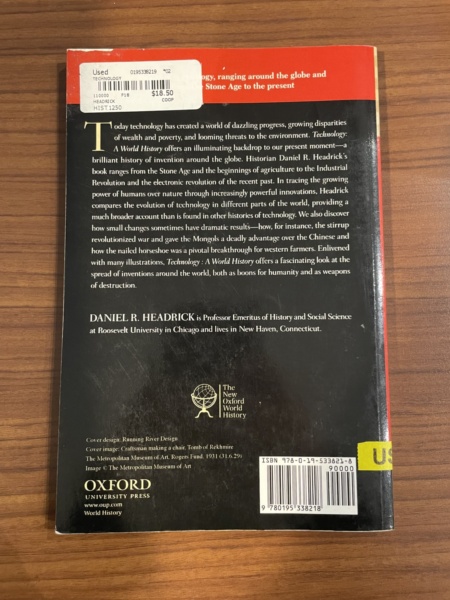 Used 0195338219 *02
TECHNOLOGY
110000 F08 $18.50
HEADRICK COOP
HIST1250
ogy, ranging around the globe and
Stone Age to the present
Today technology has created a world of dazzling progress, growing disparities
of wealth and poverty, and looming threats to the environment. Technology:
A World History offers an illuminating backdrop to our present moment—a
brilliant history of invention around the globe. Historian Daniel R. Headrick's
book ranges from the Stone Age and the beginnings of agriculture to the Industrial
Revolution and the electronic revolution of the recent past. In tracing the growing
power of humans over nature through increasingly powerful innovations, Headrick
compares the evolution of technology in different parts of the world, providing a
much broader account than is found in other histories of technology. We also discover
how small changes sometimes have dramatic results—how, for instance, the stirrup
revolutionized war and gave the Mongols a deadly advantage over the Chinese and
how the nailed horseshoe was a pivotal breakthrough for western farmers. Enlivened
with many illustrations, Technology: A World History offers a fascinating look at the
spread of inventions around the world, both as boons for humanity and as weapons
of destruction.
DANIEL R. HEADRICK is Professor Emeritus of History and Social Science
at Roosevelt University in Chicago and lives in New Haven, Connecticut.
The
New
Oxford
World
History
Cover design: Running River Design
Cover image: Craftsman making a chair. Tomb of Rekhmire
The Metropolitan Museum of Art. Rogers Fund. 1931 (31.6.29)
Image © The Metropolitan Museum of Art
OXFORD
UNIVERSITY PRESS
www.oup.com
World History
ISBN 978-0-19-533821-8
90000
9 780195 338218
US